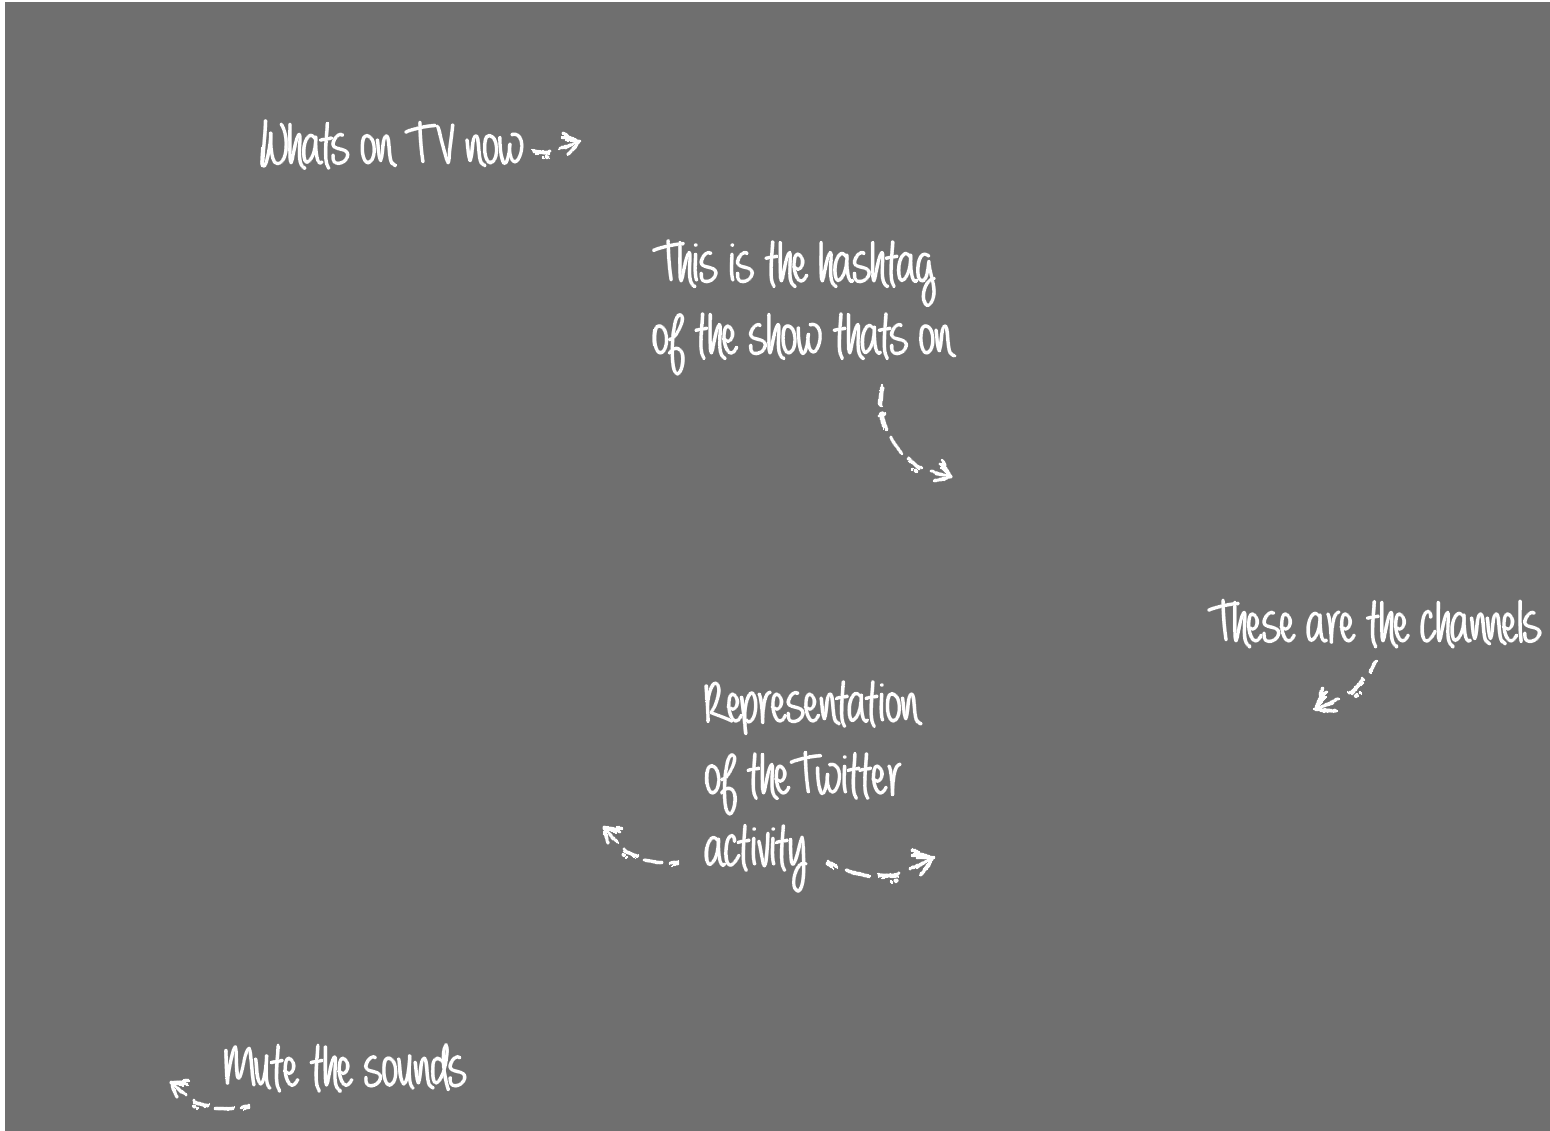 Whats on TV now
This is the hashtag
of the show thats on
These are the channels
Representation
of the Twitter
activity
Mute the sounds